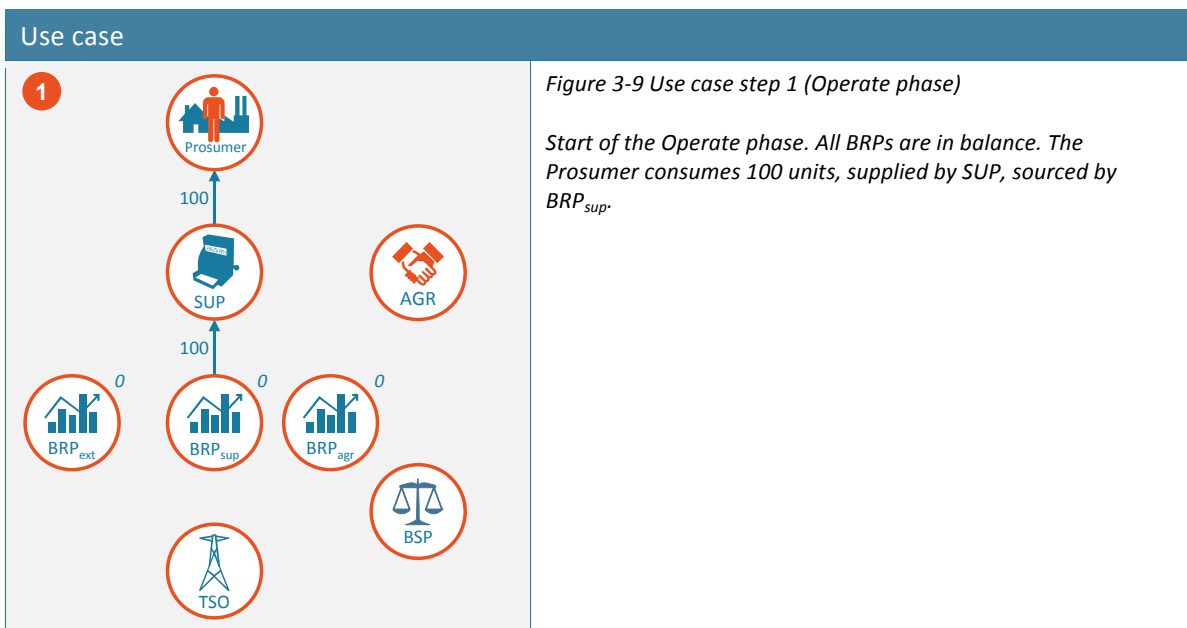 Use case
1
Prosumer
100
SUP
AGR
100
0
0
0
BRPext
BRPsup
BRPagr
BSP
TSO
Figure 3-9 Use case step 1 (Operate phase)
Start of the Operate phase. All BRPs are in balance. The
Prosumer consumes 100 units, supplied by SUP, sourced by
BRPsup.